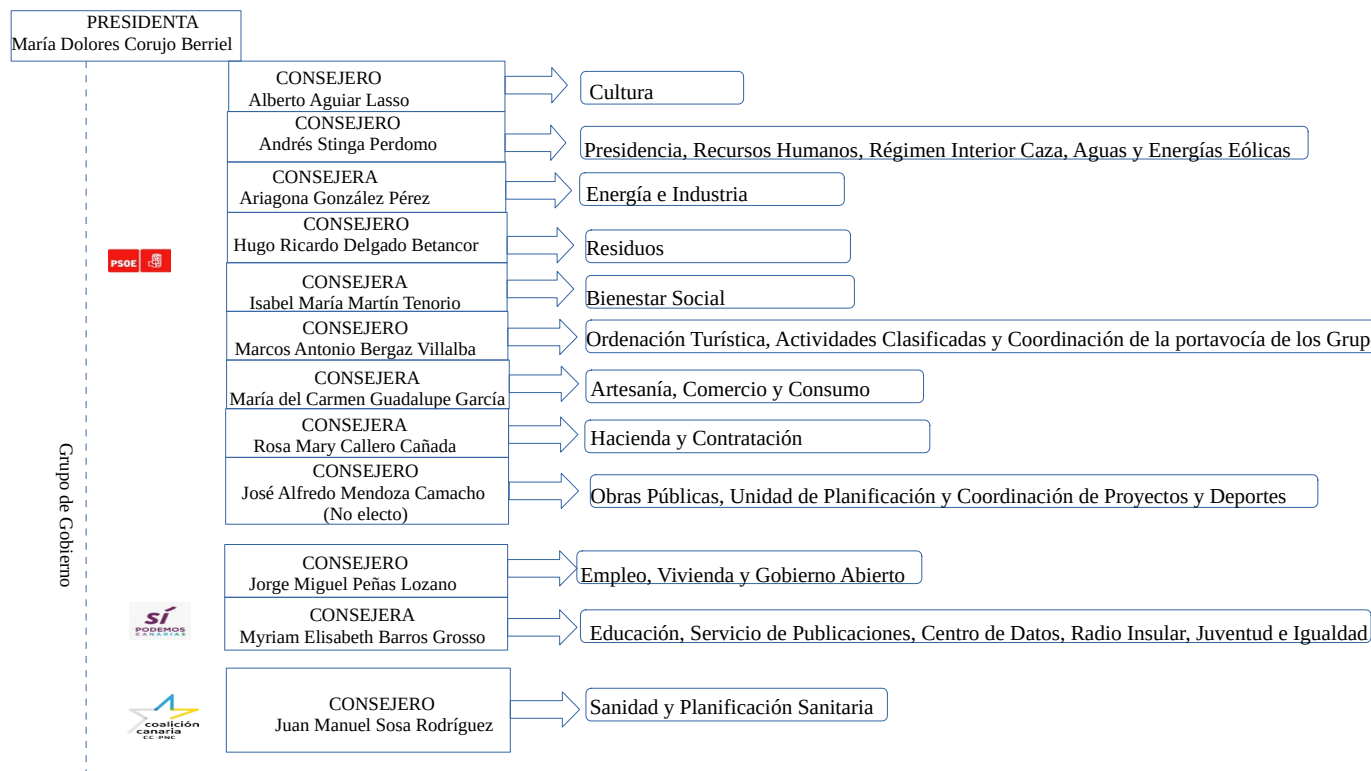 PRESIDENTA
María Dolores Corujo Berriel
CONSEJERO
Alberto Aguiar Lasso
Cultura
CONSEJERO
Andrés Stinga Perdomo
Presidencia, Recursos Humanos, Régimen Interior Caza, Aguas y Energías Eólicas
CONSEJERA
Ariagona González Pérez
Energía e Industria
CONSEJERO
Hugo Ricardo Delgado Betancor
Residuos
PSOE
CONSEJERA
Isabel María Martín Tenorio
Bienestar Social
CONSEJERO
Marcos Antonio Bergaz Villalba
Ordenación Turística, Actividades Clasificadas y Coordinación de la portavocía de los Grup
CONSEJERA
María del Carmen Guadalupe García
Artesanía, Comercio y Consumo
CONSEJERA
Rosa Mary Callero Cañada
Hacienda y Contratación
CONSEJERO
José Alfredo Mendoza Camacho
(No electo)
Obras Públicas, Unidad de Planificación y Coordinación de Proyectos y Deportes
Grupo de Gobierno
CONSEJERO
Jorge Miguel Peñas Lozano
Empleo, Vivienda y Gobierno Abierto
SÍ
PODEMOS
CANARIAS
CONSEJERA
Myriam Elisabeth Barros Grosso
Educación, Servicio de Publicaciones, Centro de Datos, Radio Insular, Juventud e Igualdad
coalición
canaria
CC-PNC
CONSEJERO
Juan Manuel Sosa Rodríguez
Sanidad y Planificación Sanitaria